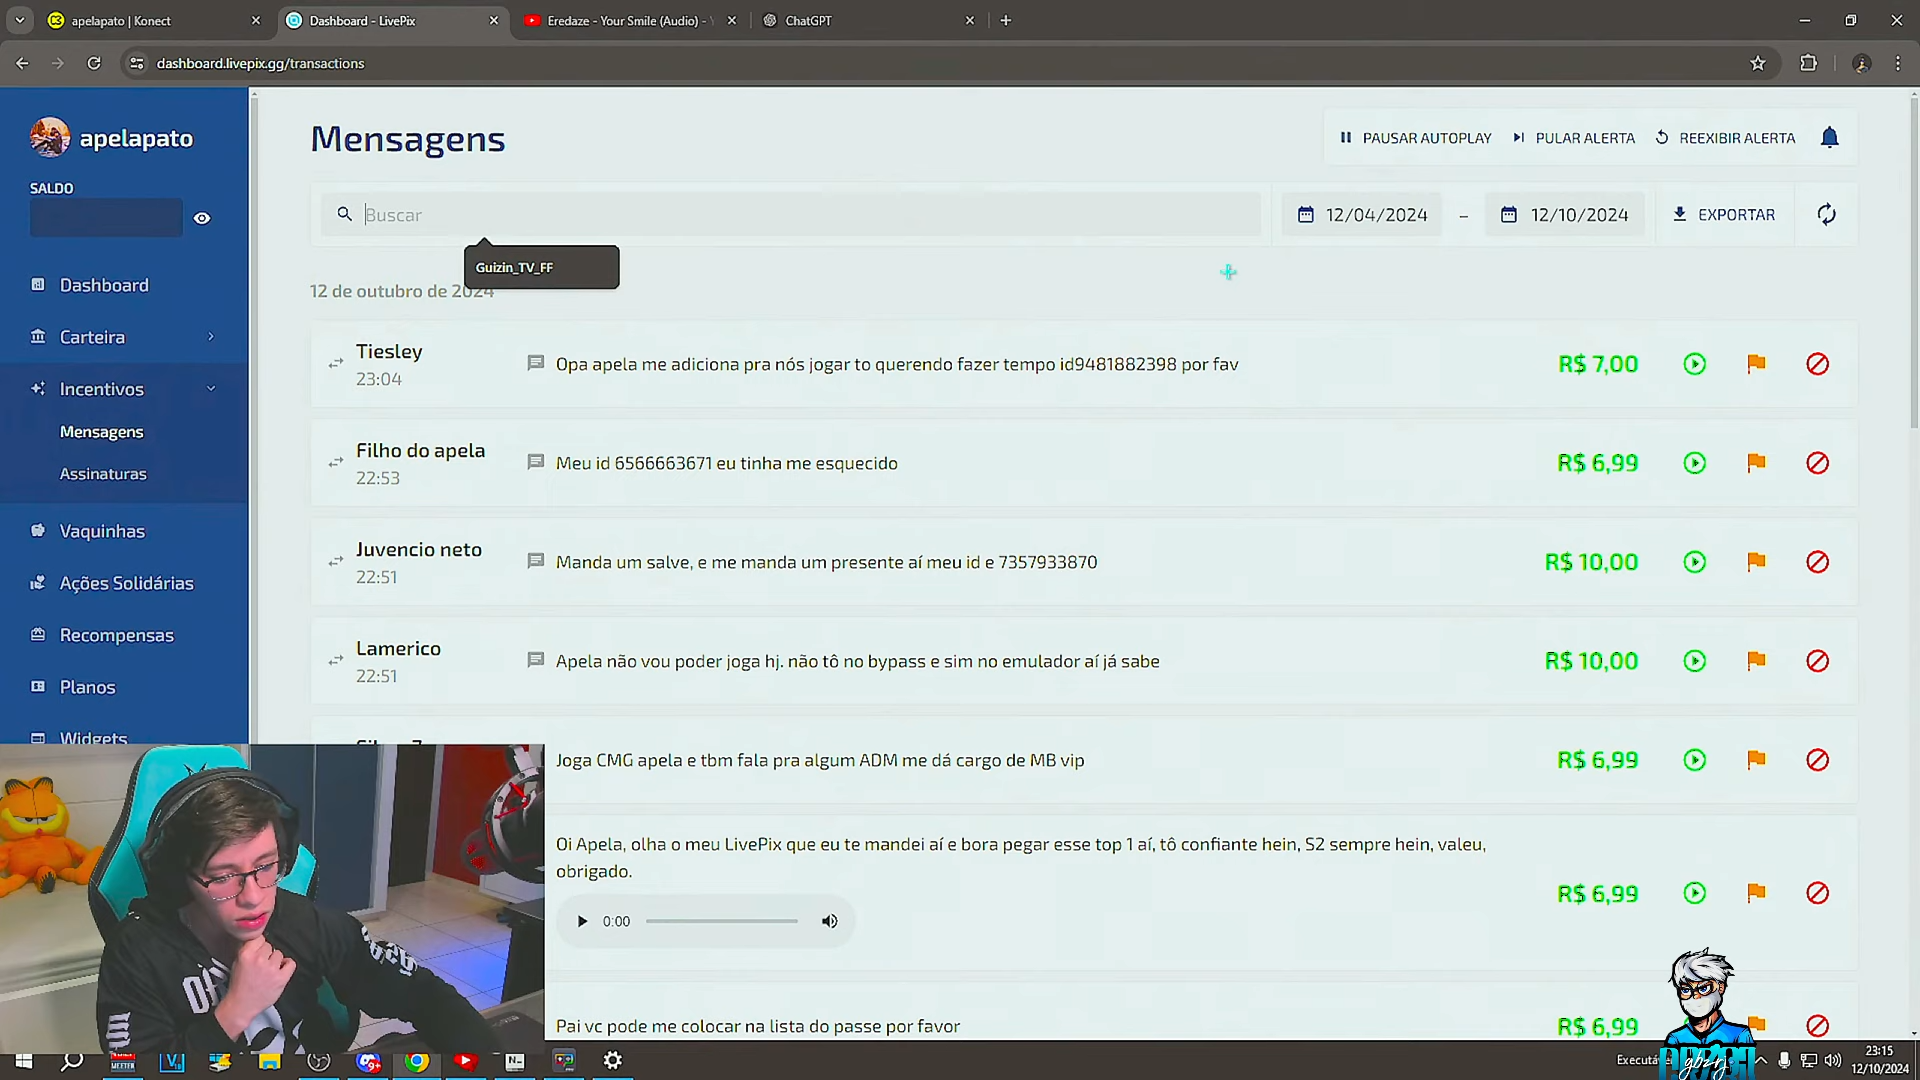 apelapato | Konect
Dashboard - LivePix
Eredaze - Your Smile (Audio) -
ChatGPT
dashboard.livepix.gg/transactions
apelapato
SALDO
Dashboard
Carteira
Incentivos
Mensagens
Assinaturas
Vaquinhas
Ações Solidárias
Recompensas
Planos
Widgets
Mensagens
PAUSAR AUTOPLAY
PULAR ALERTA
REEXIBIR ALERTA
Buscar
12/04/2024 – 12/10/2024
EXPORTAR
Guizin_TV_FF
12 de outubro de 2024
Tiesley
23:04
Opa apela me adiciona pra nós jogar to querendo fazer tempo id9481882398 por fav
R$ 7,00
Filho do apela
22:53
Meu id 6566663671 eu tinha me esquecido
R$ 6,99
Juvencio neto
22:51
Manda um salve, e me manda um presente aí meu id e 7357933870
R$ 10,00
Lamerico
22:51
Apela não vou poder joga hj. não tô no bypass e sim no emulador aí já sabe
R$ 10,00
Joga CMG apela e tbm fala pra algum ADM me dá cargo de MB vip
R$ 6,99
Oi Apela, olha o meu LivePix que eu te mandei aí e bora pegar esse top 1 aí, tô confiante hein, S2 sempre hein, valeu,
obrigado.
R$ 6,99
0:00
Pai vc pode me colocar na lista do passe por favor
R$ 6,99
23:15
12/10/2024